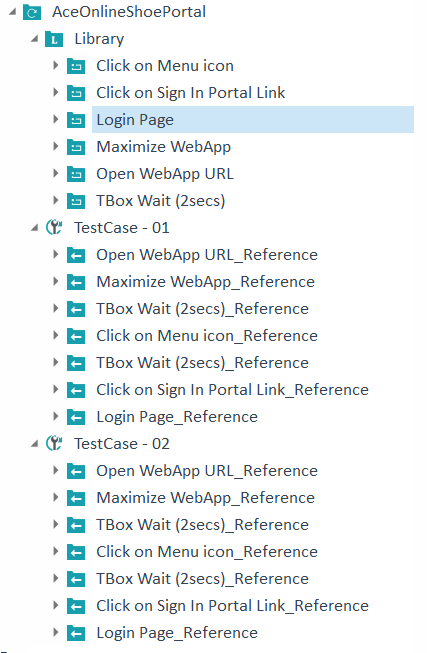 AceOnlineShoePortal
Library
Click on Menu icon
Click on Sign In Portal Link
Login Page
Maximize WebApp
Open WebApp URL
TBox Wait (2secs)
TestCase - 01
Open WebApp URL_Reference
Maximize WebApp_Reference
TBox Wait (2secs)_Reference
Click on Menu icon_Reference
TBox Wait (2secs)_Reference
Click on Sign In Portal Link_Reference
Login Page_Reference
TestCase - 02
Open WebApp URL_Reference
Maximize WebApp_Reference
TBox Wait (2secs)_Reference
Click on Menu icon_Reference
TBox Wait (2secs)_Reference
Click on Sign In Portal Link_Reference
Login Page_Reference